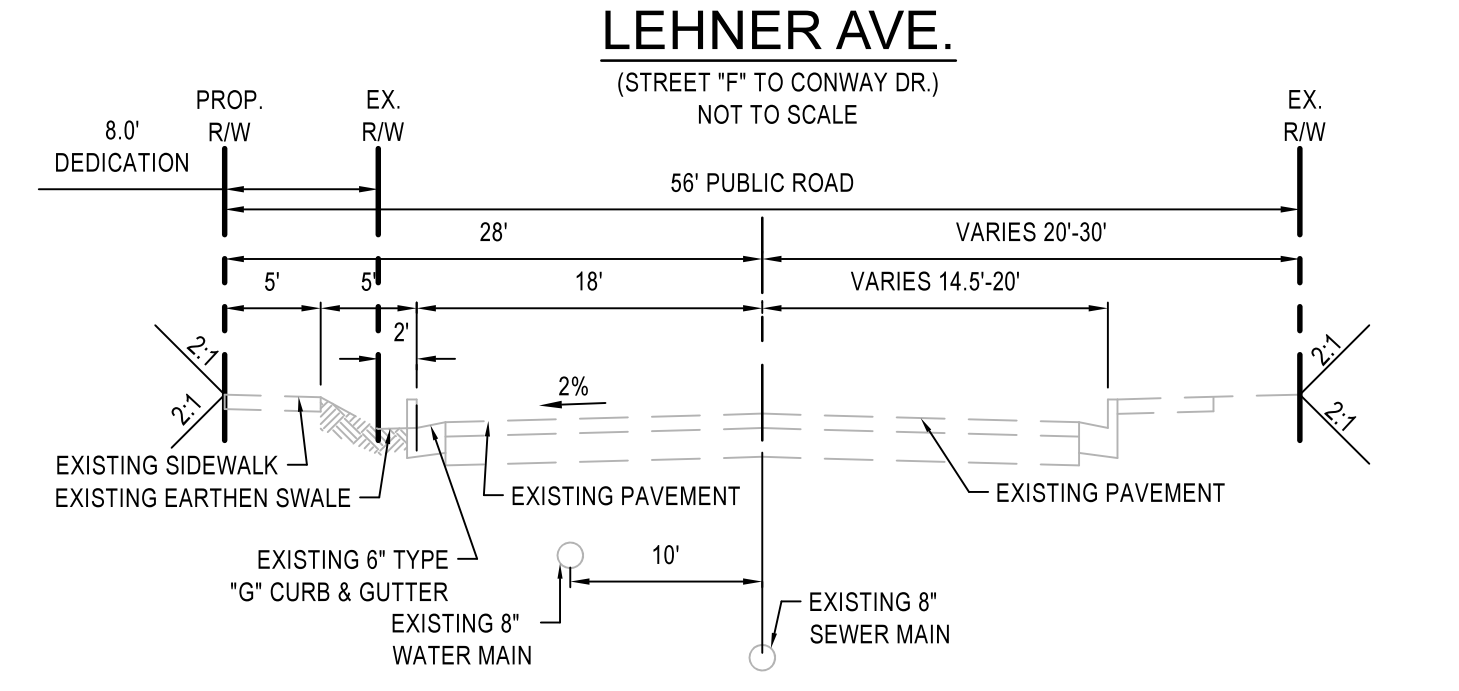 LEHNER AVE.
(STREET "F" TO CONWAY DR.)
NOT TO SCALE
PROP.
R/W
EX.
R/W
EX.
R/W
8.0'
DEDICATION
56' PUBLIC ROAD
28'
VARIES 20'-30'
5'
5'
18'
VARIES 14.5'-20'
2'
2:1
2:1
2%
2:1
2:1
EXISTING SIDEWALK
EXISTING EARTHEN SWALE
EXISTING PAVEMENT
EXISTING PAVEMENT
EXISTING 6" TYPE
"G" CURB & GUTTER
10'
EXISTING 8"
WATER MAIN
EXISTING 8"
SEWER MAIN